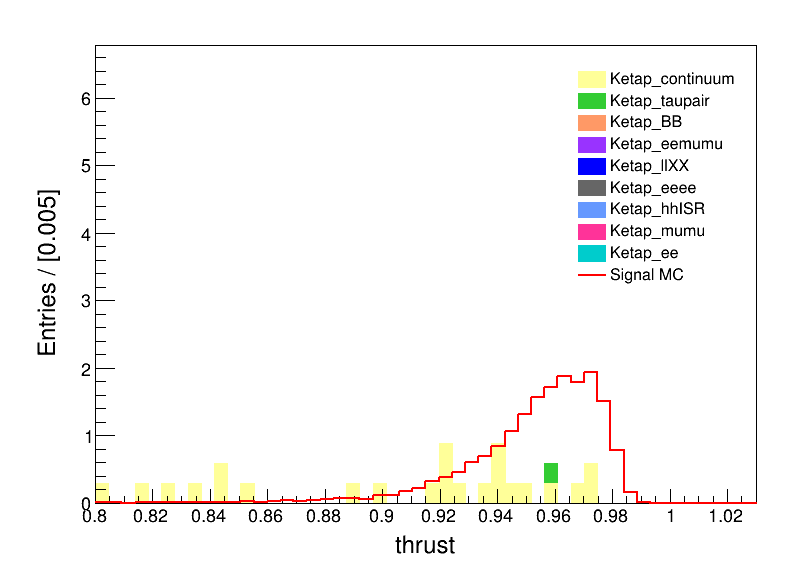 Entries / [0.005]
6
5
4
3
2
1
0
Ketap_continuum
Ketap_taupair
Ketap_BB
Ketap_eemumu
Ketap_llXX
Ketap_eeee
Ketap_hhISR
Ketap_mumu
Ketap_ee
Signal MC
0.8 0.82 0.84 0.86 0.88 0.9 0.92 0.94 0.96 0.98 1 1.02
thrust